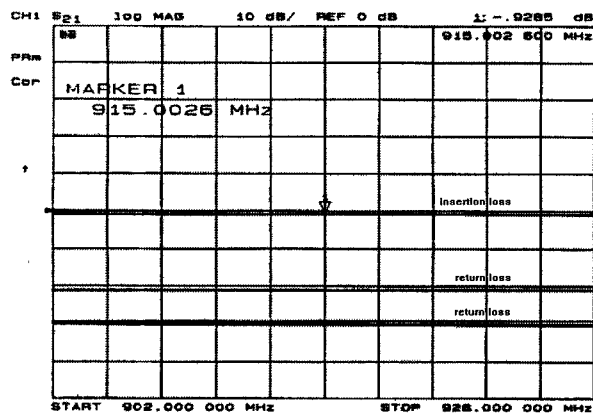 CH1 S21 log MAG 10 dB/ REF 0 dB 1: -.9285 dB
915.002 600 MHz
PRm
Cor
MARKER 1
915.0026 MHz
insertion loss
return loss
return loss
START 902.000 000 MHz STOP 928.000 000 MHz